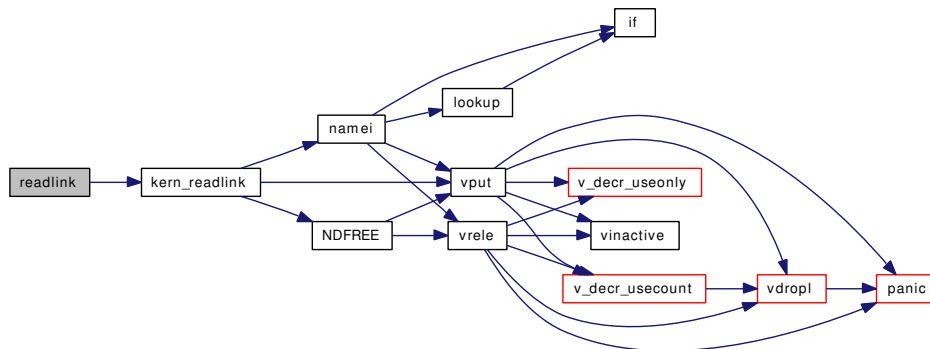 readlink
kern_readlink
namei
NDFREE
lookup
vput
vrele
if
v_decr_useonly
vinactive
v_decr_usecount
vdropl
panic